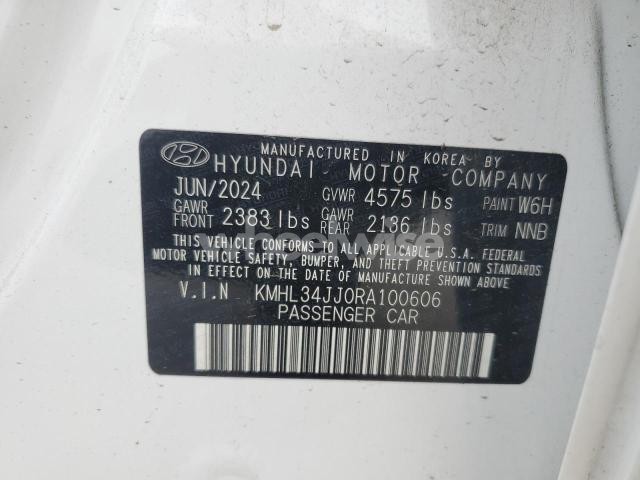 MANUFACTURED IN KOREA BY
HYUNDAI MOTOR COMPANY
JUN/2024 GVWR 4575 lbs PAINT W6H
GAWR FRONT 2383 lbs GAWR REAR 2136 lbs TRIM NNB
THIS VEHICLE CONFORMS TO ALL APPLICABLE U.S.A. FEDERAL
MOTOR VEHICLE SAFETY, BUMPER, AND THEFT PREVENTION STANDARDS
IN EFFECT ON THE DATE OF MANUFACTURE SHOWN ABOVE
V.I.N KMHL34JJ0RA100606
PASSENGER CAR